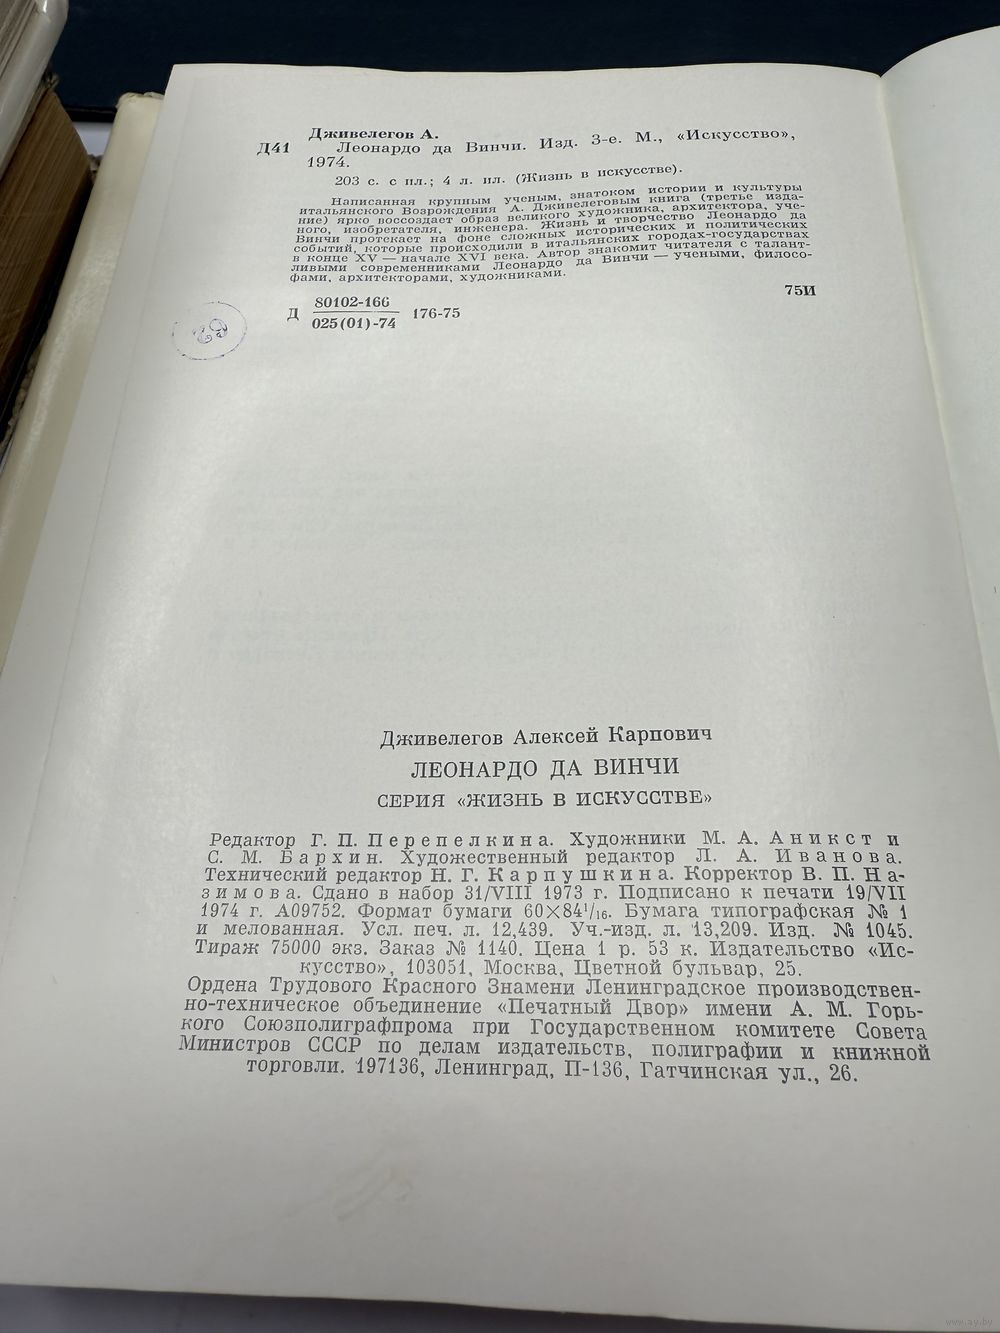 Дживелегов А.
Д41 Леонардо да Винчи. Изд. 3-е. М., «Искусство»,
1974.
203 с. с ил.; 4 л. ил. (Жизнь в искусстве).
Написанная крупным ученым, знатоком истории и культуры
итальянского Возрождения А. Дживелеговым книга (третье изда-
ние) ярко воссоздает образ великого художника, архитектора, уче-
ного, изобретателя, инженера. Жизнь и творчество Леонардо да
Винчи протекает на фоне сложных исторических и политических
событий, которые происходили в итальянских городах-государствах
в конце XV — начале XVI века. Автор знакомит читателя с талант-
ливыми современниками Леонардо да Винчи — учеными, филосо-
фами, архитекторами, художниками.
75И
Д 80102-166
025(01)-74 176-75
Дживелегов Алексей Карпович
ЛЕОНАРДО ДА ВИНЧИ
СЕРИЯ «ЖИЗНЬ В ИСКУССТВЕ»
Редактор Г. П. Перепелкина. Художники М. А. Аникст и
С. М. Бархин. Художественный редактор Л. А. Иванова.
Технический редактор Н. Г. Карпушкина. Корректор В. П. На-
зимова. Сдано в набор 31/VIII 1973 г. Подписано к печати 19/VII
1974 г. А09752. Формат бумаги 60×84¹/₁₆. Бумага типографская № 1
и мелованная. Усл. печ. л. 12,439. Уч.-изд. л. 13,209. Изд. № 1045.
Тираж 75000 экз. Заказ № 1140. Цена 1 р. 53 к. Издательство «Ис-
кусство», 103051, Москва, Цветной бульвар, 25.
Ордена Трудового Красного Знамени Ленинградское производствен-
но-техническое объединение «Печатный Двор» имени А. М. Горь-
кого Союзполиграфпрома при Государственном комитете Совета
Министров СССР по делам издательств, полиграфии и книжной
торговли. 197136, Ленинград, П-136, Гатчинская ул., 26.
www.ay.by